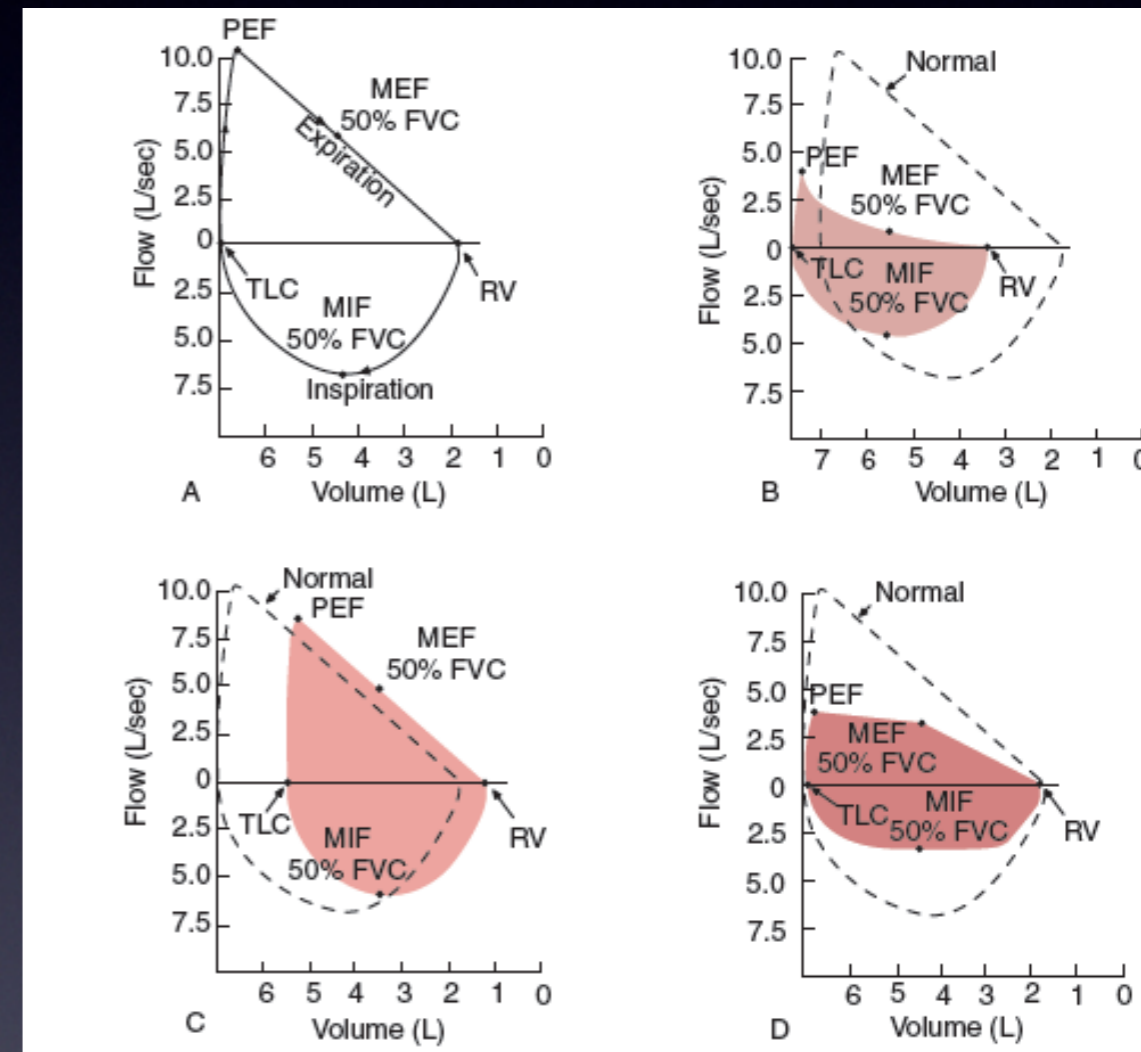 PEF
10.0
7.5
5.0
2.5
0
2.5
5.0
7.5
Flow (L/sec)
MEF
50% FVC
Expiration
TLC
RV
MIF
50% FVC
Inspiration
6 5 4 3 2 1 0
A Volume (L)
10.0
7.5
5.0
2.5
0
2.5
5.0
7.5
Flow (L/sec)
Normal
PEF
MEF
50% FVC
TLC
MIF
50% FVC
RV
7 6 5 4 3 2 1 0
B Volume (L)
10.0
7.5
5.0
2.5
0
2.5
5.0
7.5
Flow (L/sec)
Normal
PEF
MEF
50% FVC
TLC
MIF
50% FVC
RV
6 5 4 3 2 1 0
C Volume (L)
10.0
7.5
5.0
2.5
0
2.5
5.0
7.5
Flow (L/sec)
Normal
PEF
MEF
50% FVC
TLC
MIF
50% FVC
RV
6 5 4 3 2 1 0
D Volume (L)